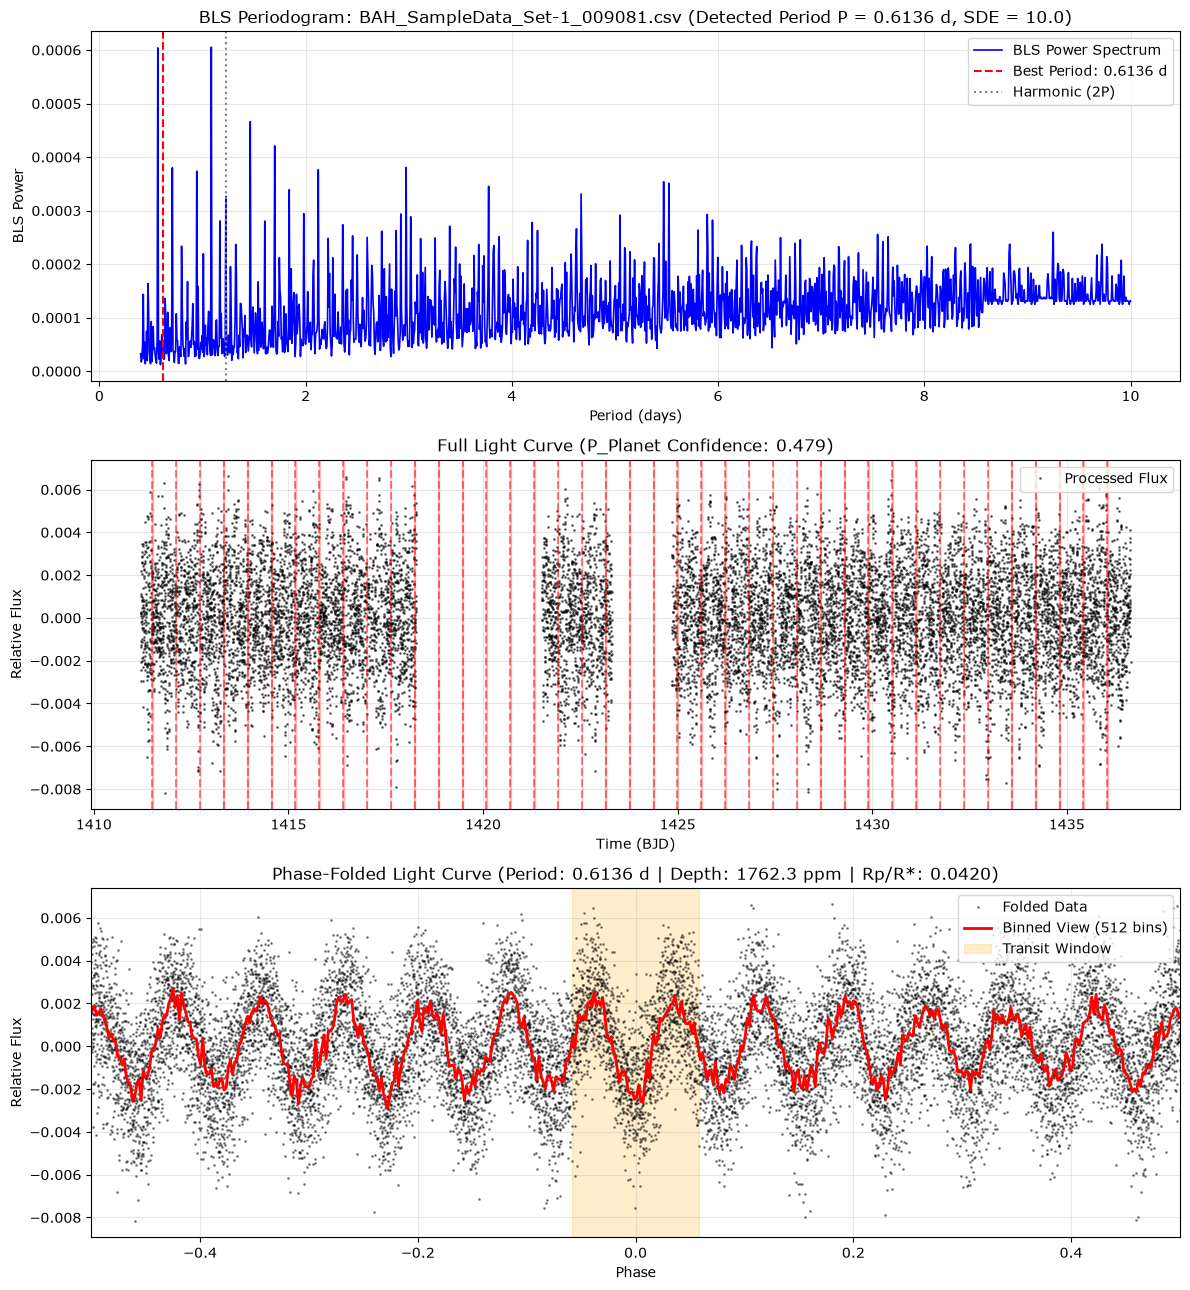 BLS Periodogram: BAH_SampleData_Set-1_009081.csv (Detected Period P = 0.6136 d, SDE = 10.0)
BLS Power
0.0006
0.0005
0.0004
0.0003
0.0002
0.0001
0.0000
BLS Power Spectrum
Best Period: 0.6136 d
Harmonic (2P)
0 2 4 6 8 10
Period (days)
Full Light Curve (P_Planet Confidence: 0.479)
Relative Flux
0.006
0.004
0.002
0.000
−0.002
−0.004
−0.006
−0.008
Processed Flux
1410 1415 1420 1425 1430 1435
Time (BJD)
Phase-Folded Light Curve (Period: 0.6136 d | Depth: 1762.3 ppm | Rp/R*: 0.0420)
Relative Flux
0.006
0.004
0.002
0.000
−0.002
−0.004
−0.006
−0.008
Folded Data
Binned View (512 bins)
Transit Window
−0.4 −0.2 0.0 0.2 0.4
Phase